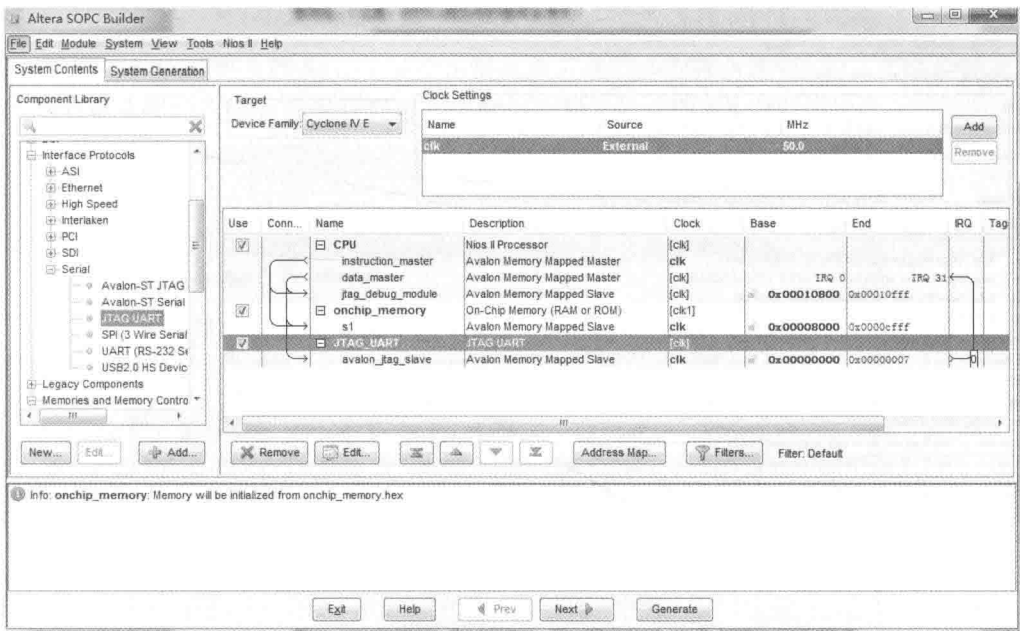 Altera SOPC Builder
File Edit Module System View Tools Nios II Help
System Contents System Generation
Component Library
Interface Protocols
ASI
Ethernet
High Speed
Interlaken
PCI
SDI
Serial
Avalon-ST JTAG
Avalon-ST Serial
JTAG UART
SPI (3 Wire Serial
UART (RS-232 Se
USB2.0 HS Devic
Legacy Components
Memories and Memory Contro
New... Edit... Add...
Target
Device Family: Cyclone IV E
Clock Settings
Name Source MHz
clk External 50.0
Add
Remove
Use Conn... Name Description Clock Base End IRQ Tag
CPU Nios II Processor [clk]
instruction_master Avalon Memory Mapped Master clk
data_master Avalon Memory Mapped Master [clk] IRQ 0 IRQ 31
jtag_debug_module Avalon Memory Mapped Slave [clk] 0x00010800 0x00010fff
onchip_memory On-Chip Memory (RAM or ROM) [clk1]
s1 Avalon Memory Mapped Slave clk 0x00008000 0x0000cfff
JTAG_UART JTAG UART [clk]
avalon_jtag_slave Avalon Memory Mapped Slave clk 0x00000000 0x00000007 0
Remove Edit... Address Map... Filters... Filter: Default
Info: onchip_memory: Memory will be initialized from onchip_memory.hex
Exit Help Prev Next Generate